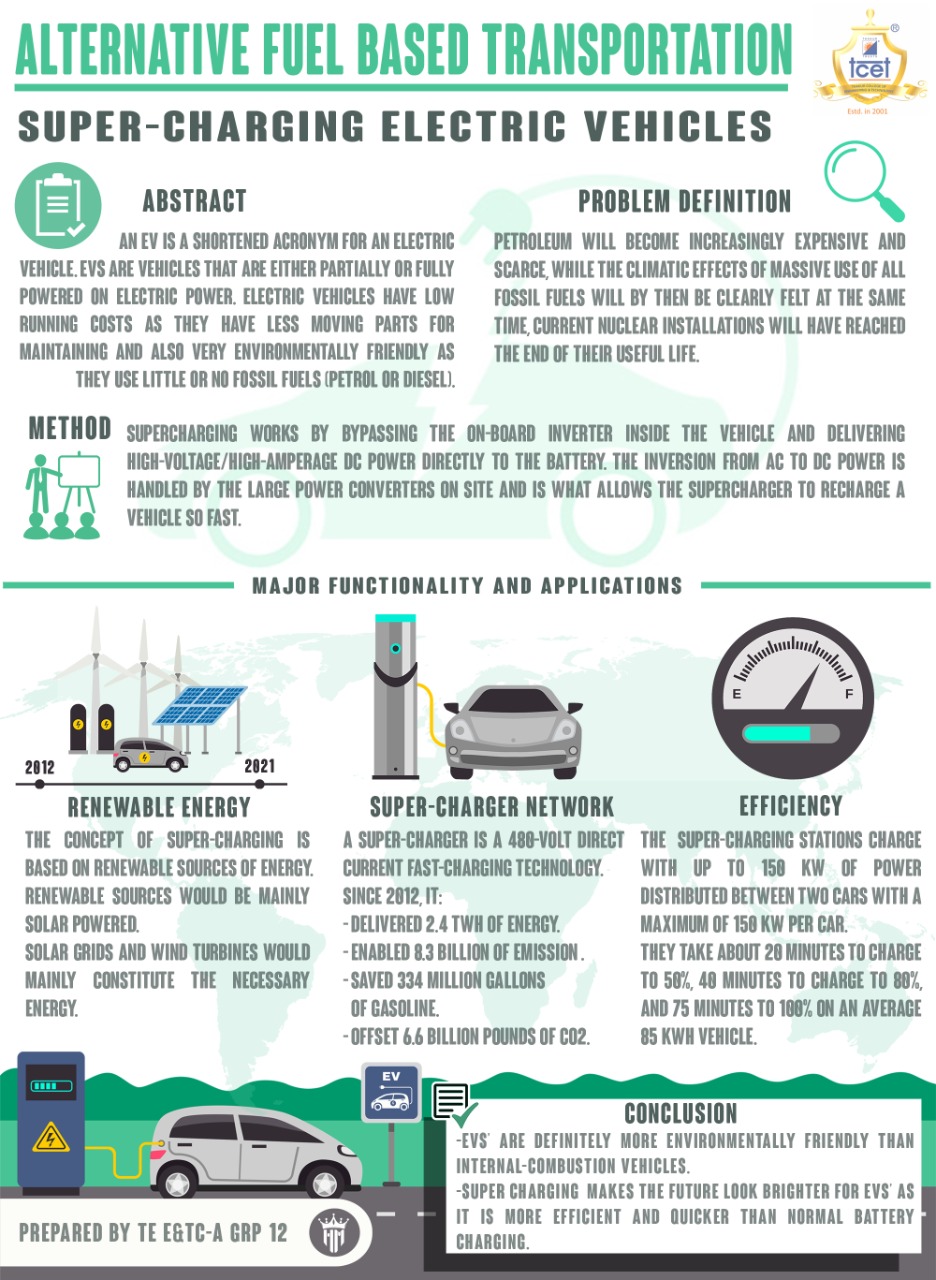 ALTERNATIVE FUEL BASED TRANSPORTATION
®
tcet
Estd. in 2001
SUPER-CHARGING ELECTRIC VEHICLES
ABSTRACT
AN EV IS A SHORTENED ACRONYM FOR AN ELECTRIC
VEHICLE. EVS ARE VEHICLES THAT ARE EITHER PARTIALLY OR FULLY
POWERED ON ELECTRIC POWER. ELECTRIC VEHICLES HAVE LOW
RUNNING COSTS AS THEY HAVE LESS MOVING PARTS FOR
MAINTAINING AND ALSO VERY ENVIRONMENTALLY FRIENDLY AS
THEY USE LITTLE OR NO FOSSIL FUELS (PETROL OR DIESEL).
PROBLEM DEFINITION
PETROLEUM WILL BECOME INCREASINGLY EXPENSIVE AND
SCARCE, WHILE THE CLIMATIC EFFECTS OF MASSIVE USE OF ALL
FOSSIL FUELS WILL BY THEN BE CLEARLY FELT AT THE SAME
TIME, CURRENT NUCLEAR INSTALLATIONS WILL HAVE REACHED
THE END OF THEIR USEFUL LIFE.
METHOD
SUPERCHARGING WORKS BY BYPASSING THE ON-BOARD INVERTER INSIDE THE VEHICLE AND DELIVERING
HIGH-VOLTAGE/HIGH-AMPERAGE DC POWER DIRECTLY TO THE BATTERY. THE INVERSION FROM AC TO DC POWER IS
HANDLED BY THE LARGE POWER CONVERTERS ON SITE AND IS WHAT ALLOWS THE SUPERCHARGER TO RECHARGE A
VEHICLE SO FAST.
MAJOR FUNCTIONALITY AND APPLICATIONS
2012
2021
RENEWABLE ENERGY
THE CONCEPT OF SUPER-CHARGING IS
BASED ON RENEWABLE SOURCES OF ENERGY.
RENEWABLE SOURCES WOULD BE MAINLY
SOLAR POWERED.
SOLAR GRIDS AND WIND TURBINES WOULD
MAINLY CONSTITUTE THE NECESSARY
ENERGY.
SUPER-CHARGER NETWORK
A SUPER-CHARGER IS A 480-VOLT DIRECT
CURRENT FAST-CHARGING TECHNOLOGY.
SINCE 2012, IT:
- DELIVERED 2.4 TWH OF ENERGY.
- ENABLED 8.3 BILLION OF EMISSION .
- SAVED 334 MILLION GALLONS
OF GASOLINE.
- OFFSET 6.6 BILLION POUNDS OF CO2.
E
F
EFFICIENCY
THE SUPER-CHARGING STATIONS CHARGE
WITH UP TO 150 KW OF POWER
DISTRIBUTED BETWEEN TWO CARS WITH A
MAXIMUM OF 150 KW PER CAR.
THEY TAKE ABOUT 20 MINUTES TO CHARGE
TO 50%, 40 MINUTES TO CHARGE TO 80%,
AND 75 MINUTES TO 100% ON AN AVERAGE
85 KWH VEHICLE.
EV
CONCLUSION
-EVS' ARE DEFINITELY MORE ENVIRONMENTALLY FRIENDLY THAN
INTERNAL-COMBUSTION VEHICLES.
-SUPER CHARGING MAKES THE FUTURE LOOK BRIGHTER FOR EVS' AS
IT IS MORE EFFICIENT AND QUICKER THAN NORMAL BATTERY
CHARGING.
PREPARED BY TE E&TC-A GRP 12